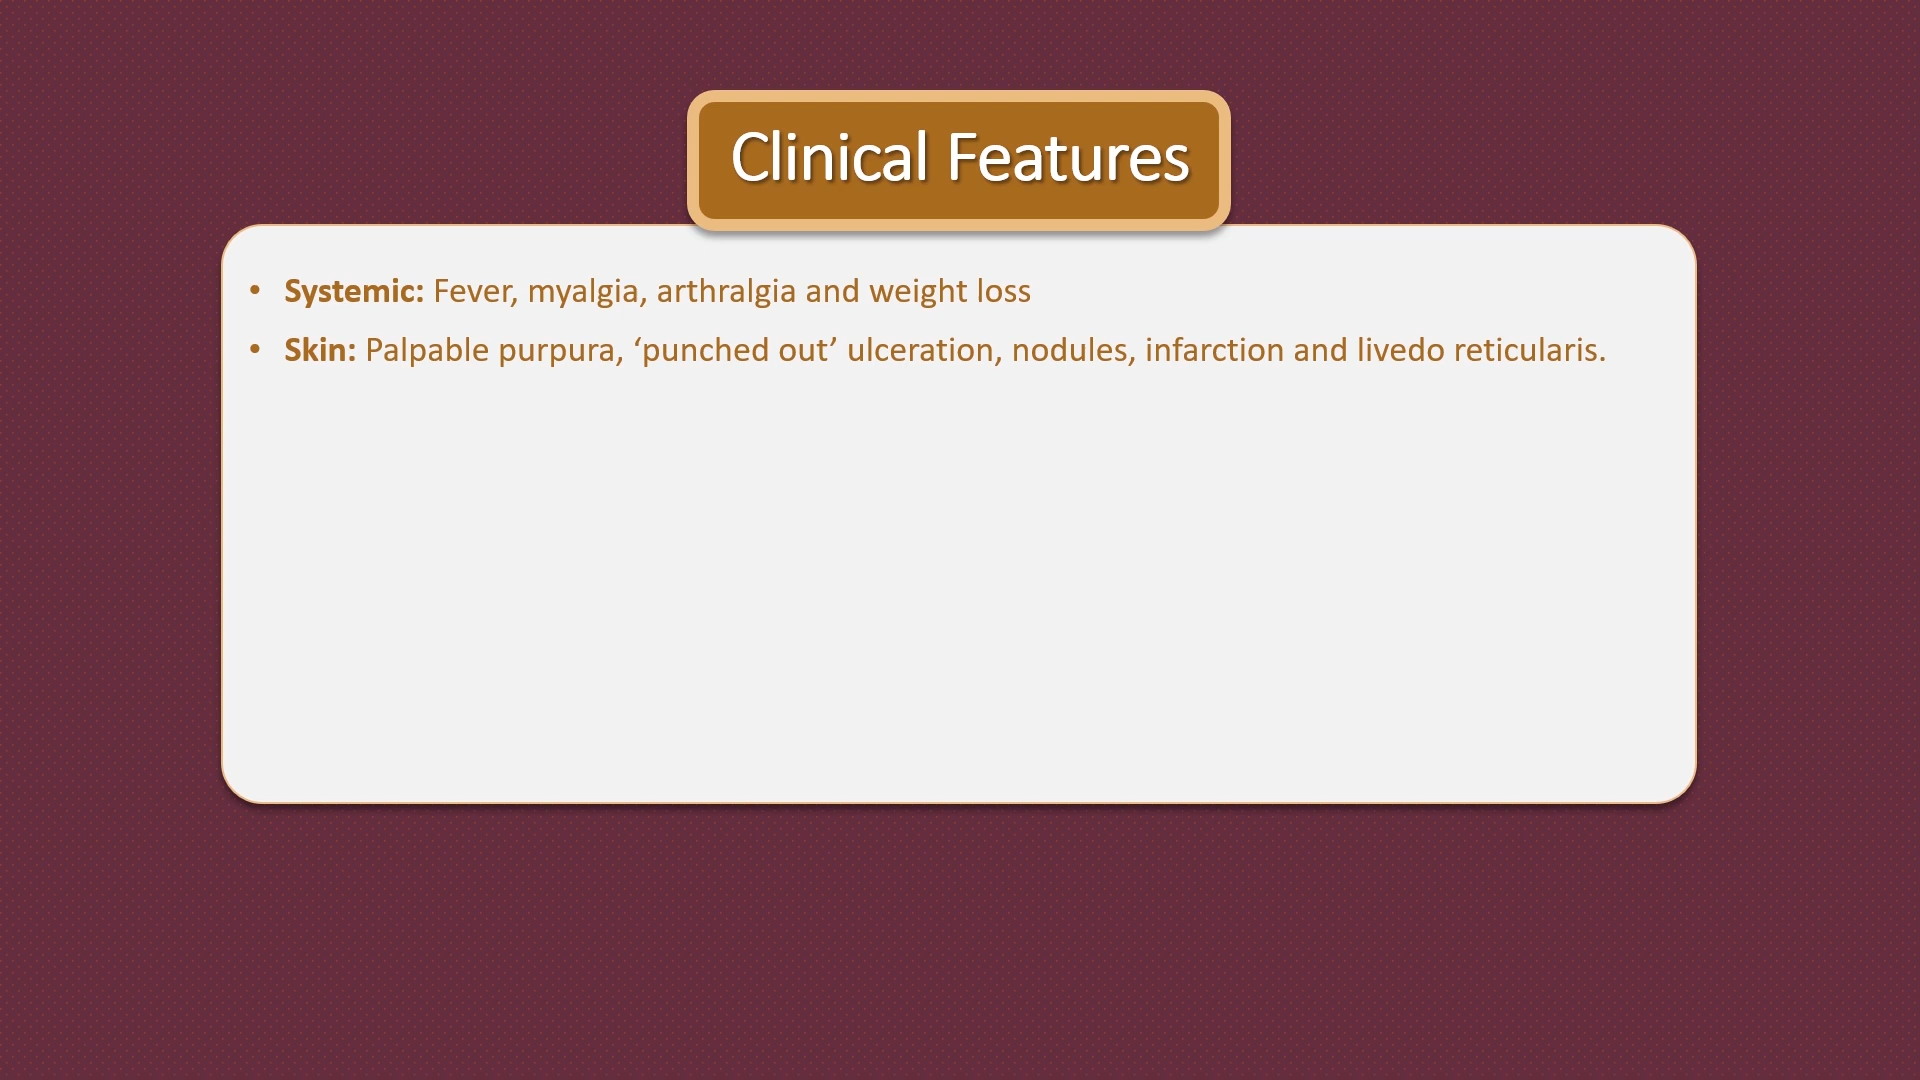 Clinical Features
• Systemic: Fever, myalgia, arthralgia and weight loss
• Skin: Palpable purpura, ‘punched out’ ulceration, nodules, infarction and livedo reticularis.